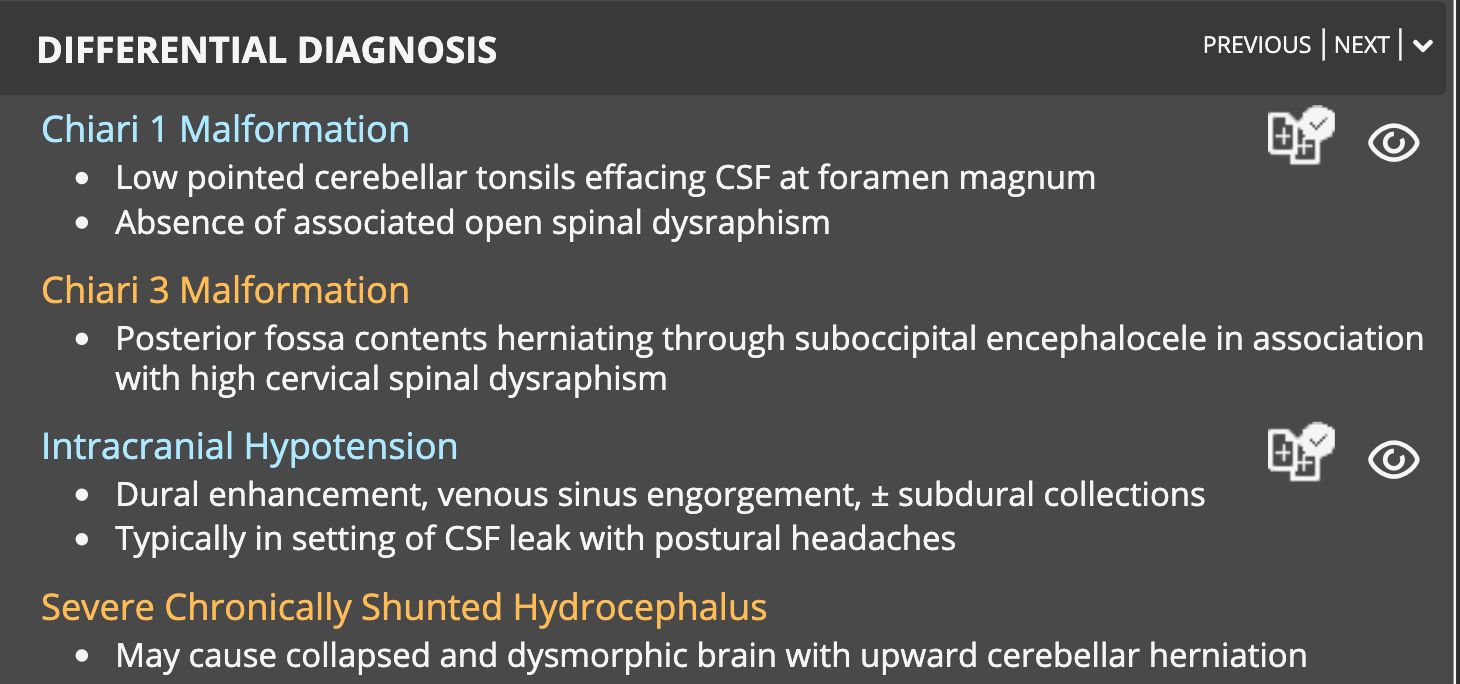 DIFFERENTIAL DIAGNOSIS
PREVIOUS | NEXT |
Chiari 1 Malformation
• Low pointed cerebellar tonsils effacing CSF at foramen magnum
• Absence of associated open spinal dysraphism
Chiari 3 Malformation
• Posterior fossa contents herniating through suboccipital encephalocele in association
with high cervical spinal dysraphism
Intracranial Hypotension
• Dural enhancement, venous sinus engorgement, ± subdural collections
• Typically in setting of CSF leak with postural headaches
Severe Chronically Shunted Hydrocephalus
• May cause collapsed and dysmorphic brain with upward cerebellar herniation